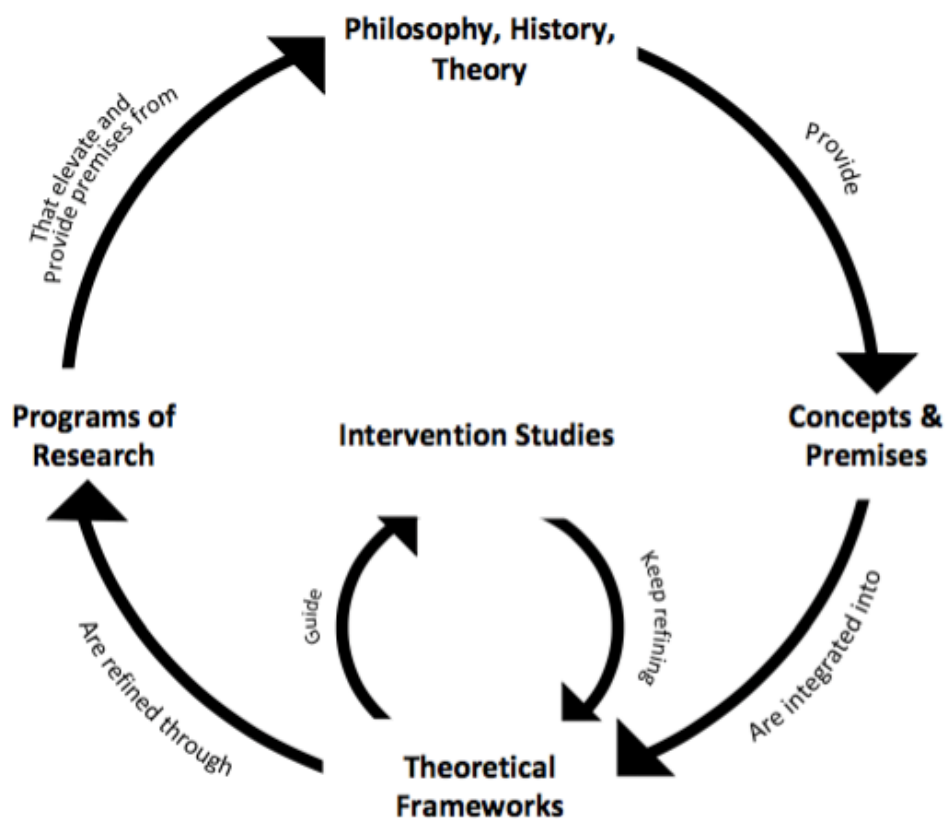 Philosophy, History,
Theory
That elevate and
Provide premises from
Provide
Programs of
Research
Intervention Studies
Concepts &
Premises
Guide
Keep refining
Are refined through
Are integrated into
Theoretical
Frameworks